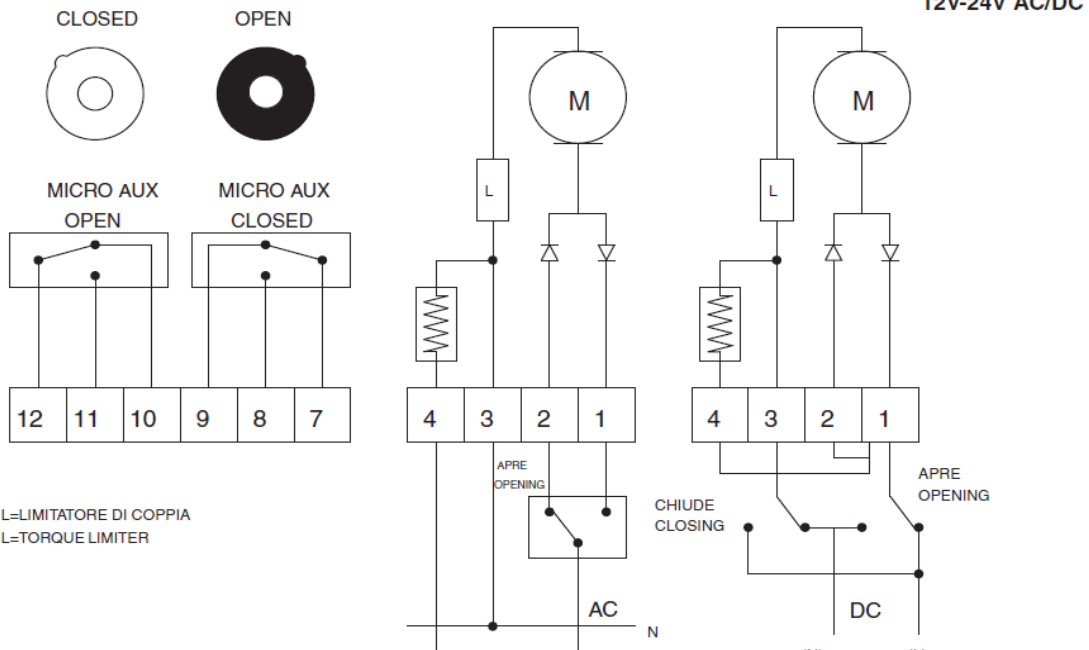 12V-24V AC/DC
CLOSED
OPEN
M
M
L
L
MICRO AUX
OPEN
MICRO AUX
CLOSED
12 11 10 9 8 7
4 3 2 1
4 3 2 1
APRE
OPENING
APRE
OPENING
CHIUDE
CLOSING
L=LIMITATORE DI COPPIA
L=TORQUE LIMITER
AC
N
DC